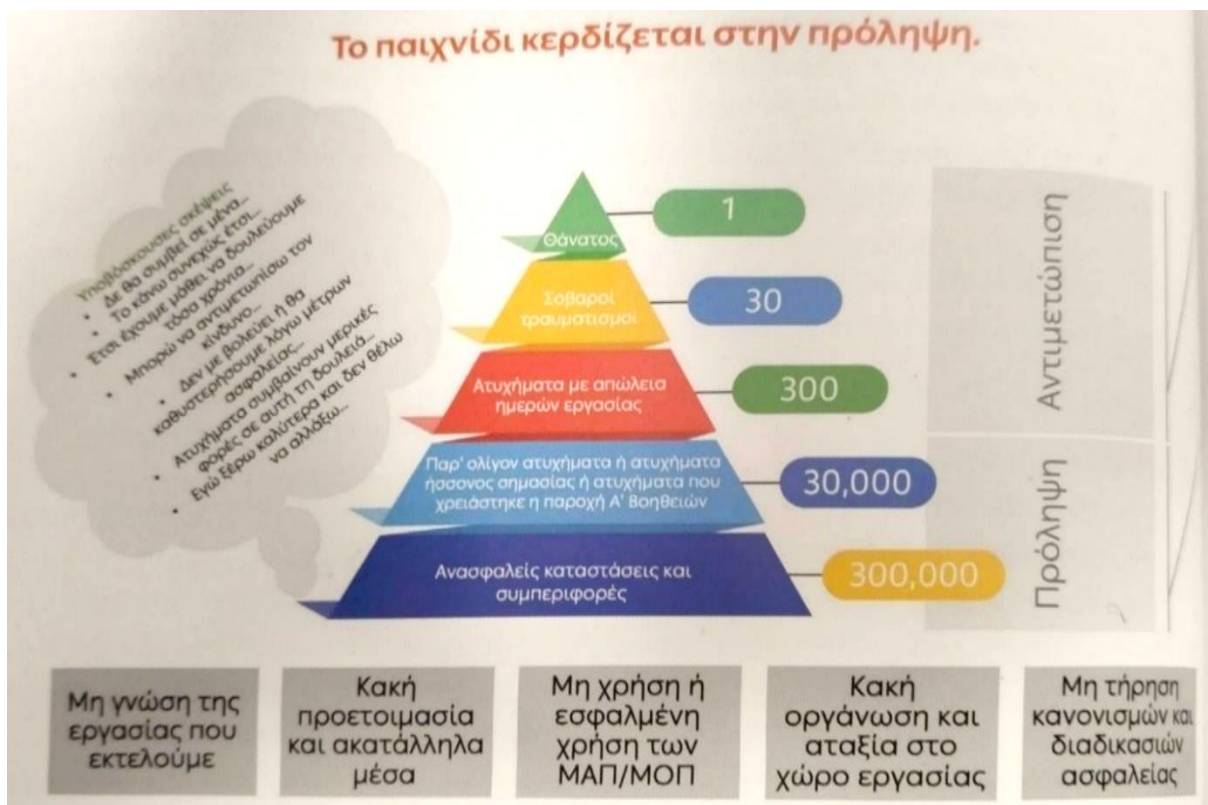 Το παιχνίδι κερδίζεται στην πρόληψη.
Υποβόσκουσες σκέψεις
• Δε θα συμβεί σε μένα...
• Το κάνω συνεχώς έτσι...
• Έτσι έχουμε μάθει να δουλεύουμε
τόσα χρόνια...
• Μπορώ να αντιμετωπίσω τον
κίνδυνο...
• Δεν με βολεύει ή θα
καθυστερήσουμε λόγω μέτρων
ασφαλείας...
• Ατυχήματα συμβαίνουν μερικές
φορές σε αυτή τη δουλειά...
• Εγώ ξέρω καλύτερα και δεν θέλω
να αλλάξω...
Θάνατος
1
Σοβαροί
τραυματισμοί
30
Ατυχήματα με απώλεια
ημερών εργασίας
300
Παρ' ολίγον ατυχήματα ή ατυχήματα
ήσσονος σημασίας ή ατυχήματα που
χρειάστηκε η παροχή Α' Βοηθειών
30,000
Ανασφαλείς καταστάσεις και
συμπεριφορές
300,000
Αντιμετώπιση
Πρόληψη
Μη γνώση της
εργασίας που
εκτελούμε
Κακή
προετοιμασία
και ακατάλληλα
μέσα
Μη χρήση ή
εσφαλμένη
χρήση των
ΜΑΠ/ΜΟΠ
Κακή
οργάνωση και
αταξία στο
χώρο εργασίας
Μη τήρηση
κανονισμών και
διαδικασιών
ασφαλείας